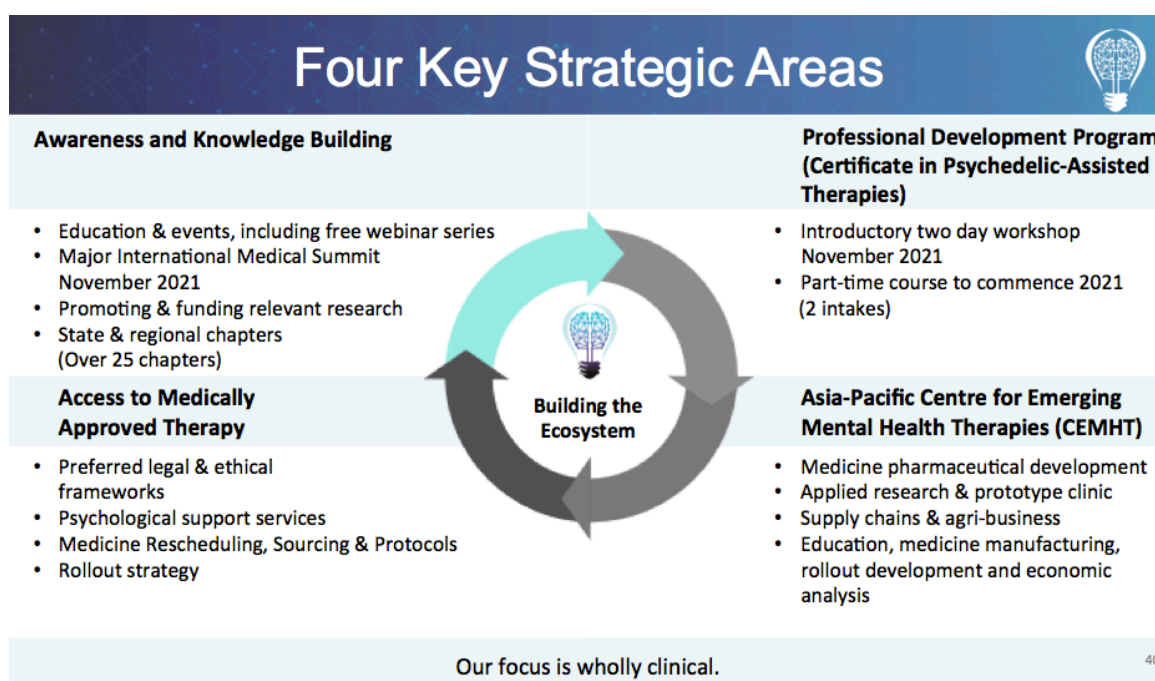 Four Key Strategic Areas
Awareness and Knowledge Building
• Education & events, including free webinar series
• Major International Medical Summit
November 2021
• Promoting & funding relevant research
• State & regional chapters
(Over 25 chapters)
Professional Development Program
(Certificate in Psychedelic-Assisted
Therapies)
• Introductory two day workshop
November 2021
• Part-time course to commence 2021
(2 intakes)
Building the
Ecosystem
Access to Medically
Approved Therapy
• Preferred legal & ethical
frameworks
• Psychological support services
• Medicine Rescheduling, Sourcing & Protocols
• Rollout strategy
Asia-Pacific Centre for Emerging
Mental Health Therapies (CEMHT)
• Medicine pharmaceutical development
• Applied research & prototype clinic
• Supply chains & agri-business
• Education, medicine manufacturing,
rollout development and economic
analysis
Our focus is wholly clinical.